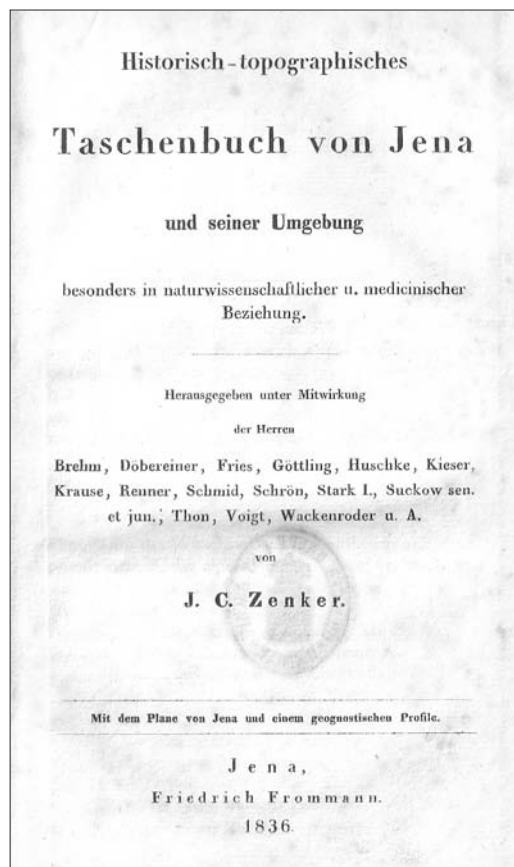 Historisch-topographisches
Taschenbuch von Jena
und seiner Umgebung
besonders in naturwissenschaftlicher u. medicinischer
Beziehung.
Herausgegeben unter Mitwirkung
der Herren
Brehm, Döbereiner, Fries, Göttling, Huschke, Kieser,
Krause, Renner, Schmid, Schrön, Stark I., Suckow sen.
et jun., Thon, Voigt, Wackenroder u. A.
von
J. C. Zenker.
Mit dem Plane von Jena und einem geognostischen Profile.
Jena,
Friedrich Frommann.
1836.